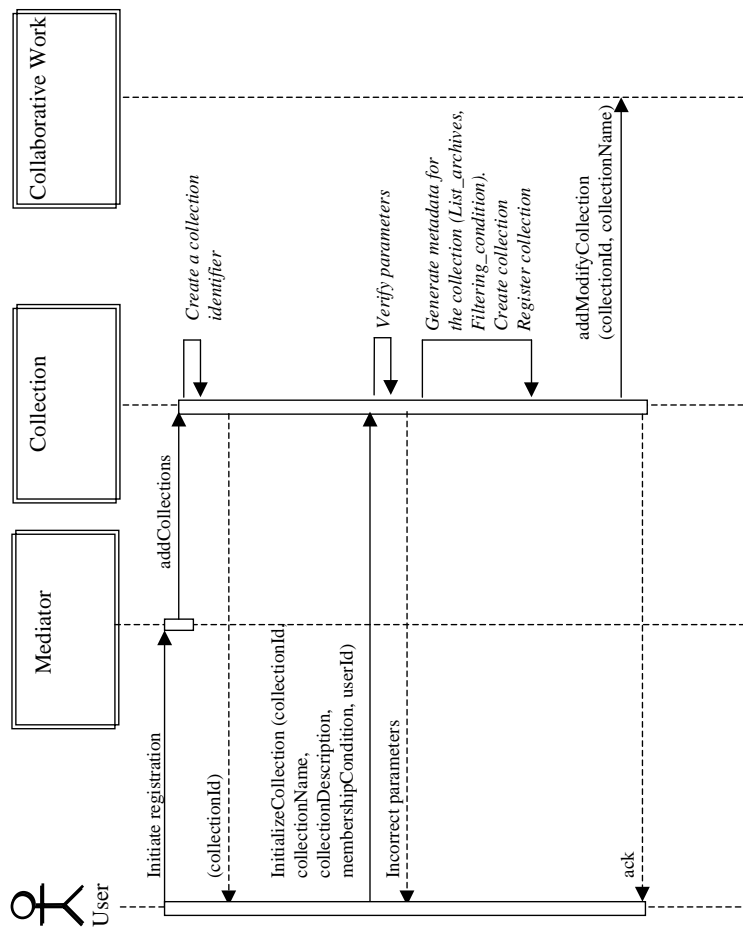 User
Mediator
Collection
Collaborative Work
Initiate registration
addCollections
Create a collection
identifier
(collectionId)
InitializeCollection (collectionId,
collectionName,
collectionDescription,
membershipCondition, userId)
Verify parameters
Incorrect parameters
Generate metadata for
the collection (List_archives,
Filtering_condition).
Create collection
Register collection
addModifyCollection
(collectionId, collectionName)
ack